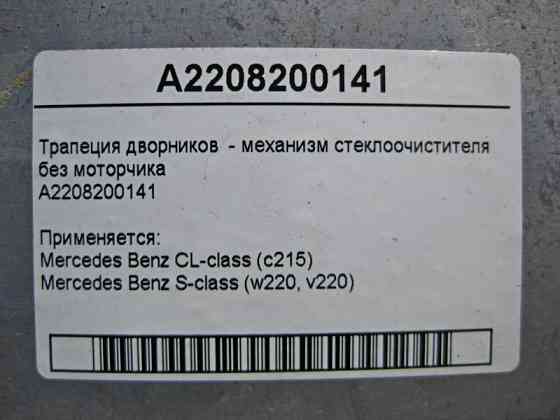 A2208200141
Трапеция дворников - механизм стеклоочистителя
без моторчика
A2208200141
Применяется:
Mercedes Benz CL-class (c215)
Mercedes Benz S-class (w220, v220)